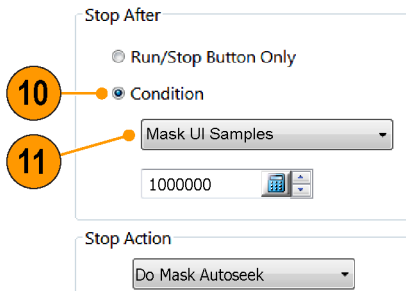 Stop After
Run/Stop Button Only
10
Condition
11
Mask UI Samples
1000000
Stop Action
Do Mask Autoseek